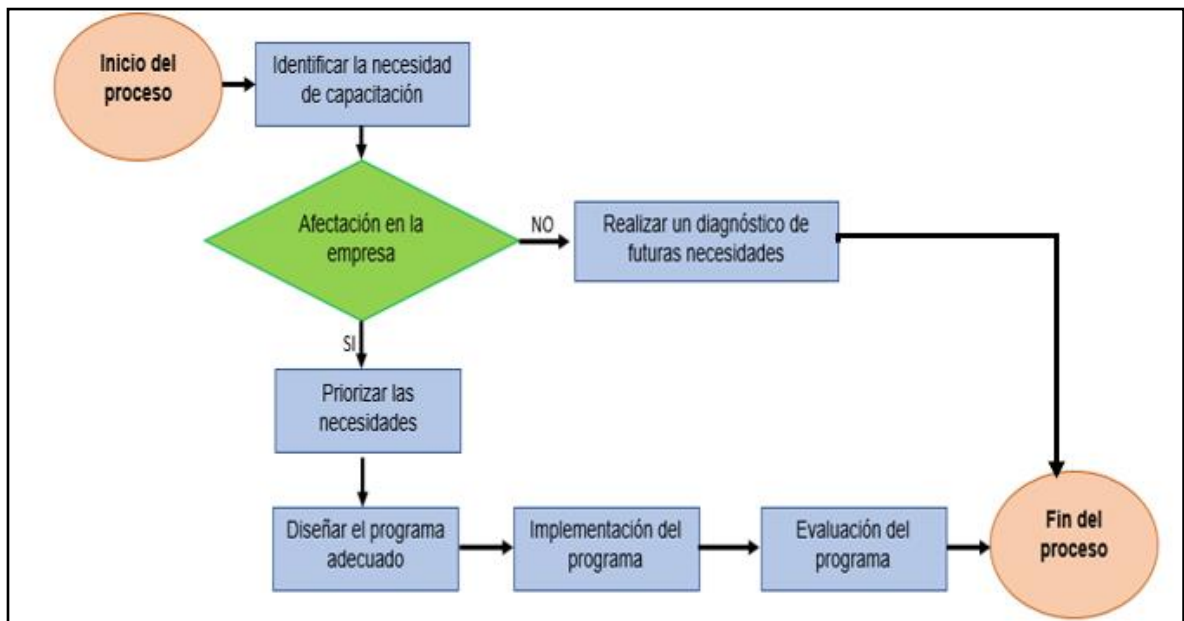 Inicio del
proceso
Identificar la necesidad
de capacitación
Afectación en la
empresa
NO
Realizar un diagnóstico de
futuras necesidades
SI
Priorizar las
necesidades
Diseñar el programa
adecuado
Implementación del
programa
Evaluación del
programa
Fin del
proceso